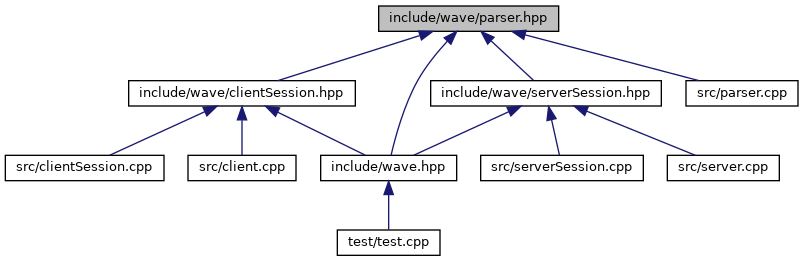 include/wave/parser.hpp
include/wave/clientSession.hpp
include/wave/serverSession.hpp
src/parser.cpp
src/clientSession.cpp
src/client.cpp
include/wave.hpp
src/serverSession.cpp
src/server.cpp
test/test.cpp